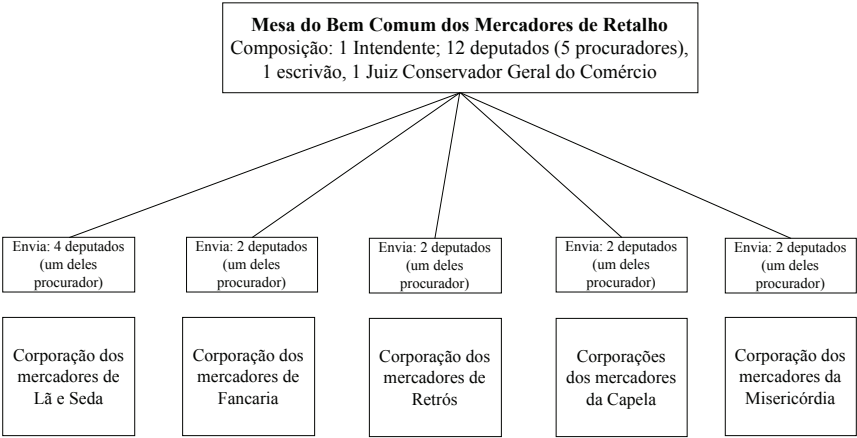 Mesa do Bem Comum dos Mercadores de Retalho
Composição: 1 Intendente; 12 deputados (5 procuradores),
1 escrivão, 1 Juiz Conservador Geral do Comércio
Envia: 4 deputados
(um deles
procurador)
Envia: 2 deputados
(um deles
procurador)
Envia: 2 deputados
(um deles
procurador)
Envia: 2 deputados
(um deles
procurador)
Envia: 2 deputados
(um deles
procurador)
Corporação dos
mercadores de
Lã e Seda
Corporação dos
mercadores de
Fancaria
Corporação dos
mercadores de
Retrós
Corporações
dos mercadores
da Capela
Corporação dos
mercadores da
Misericórdia